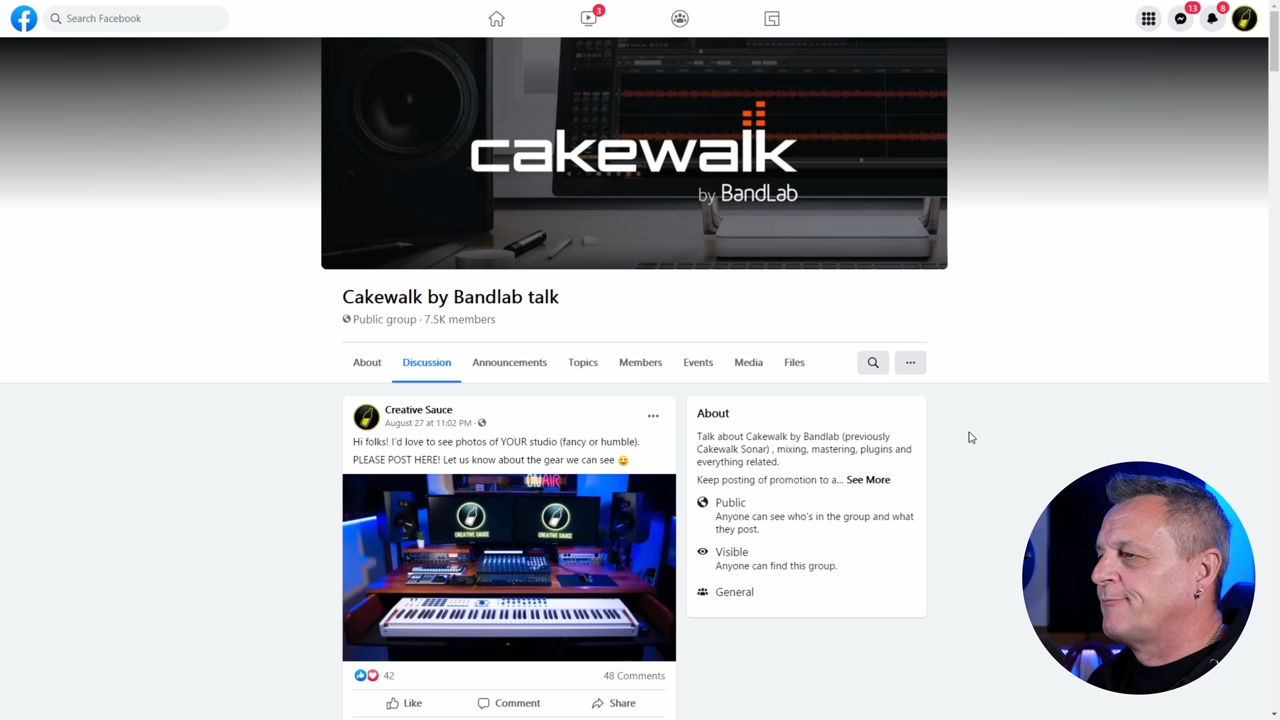 Search Facebook
3
13
8
cakewalk
by BandLab
Cakewalk by Bandlab talk
Public group · 7.5K members
About
Discussion
Announcements
Topics
Members
Events
Media
Files
Creative Sauce
August 27 at 11:02 PM ·
Hi folks! I'd love to see photos of YOUR studio (fancy or humble).
PLEASE POST HERE! Let us know about the gear we can see 😀
ON AIR
CREATIVE SAUCE
CREATIVE SAUCE
42
48 Comments
Like
Comment
Share
About
Talk about Cakewalk by Bandlab (previously
Cakewalk Sonar) , mixing, mastering, plugins and
everything related.
Keep posting of promotion to a... See More
Public
Anyone can see who's in the group and what
they post.
Visible
Anyone can find this group.
General